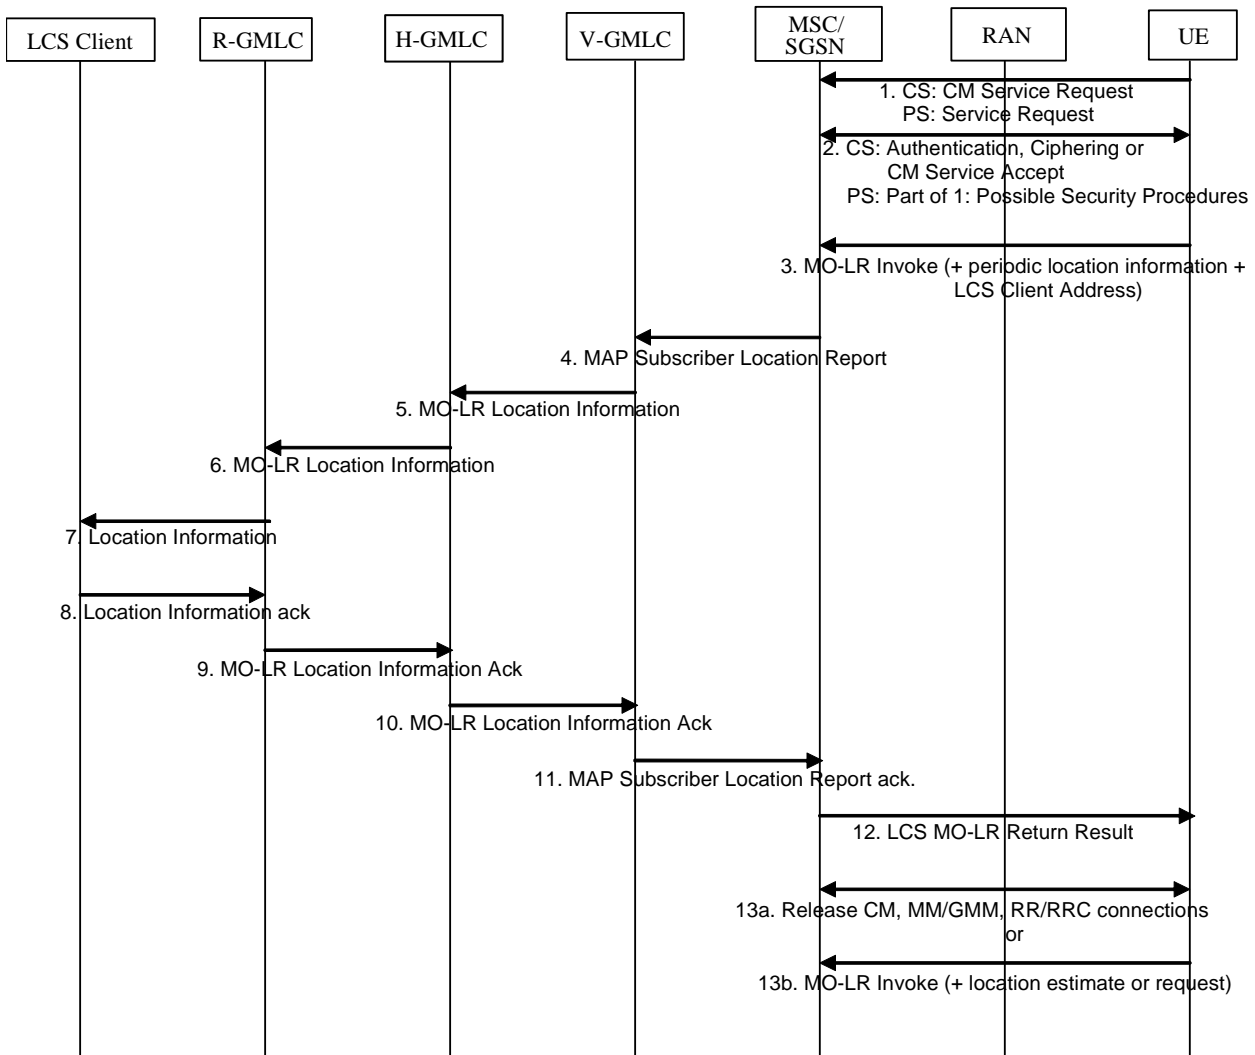 LCS Client
R-GMLC
H-GMLC
V-GMLC
MSC/
SGSN
RAN
UE
1. CS: CM Service Request
PS: Service Request
2. CS: Authentication, Ciphering or
CM Service Accept
PS: Part of 1: Possible Security Procedures
3. MO-LR Invoke (+ periodic location information +
LCS Client Address)
4. MAP Subscriber Location Report
5. MO-LR Location Information
6. MO-LR Location Information
7. Location Information
8. Location Information ack
9. MO-LR Location Information Ack
10. MO-LR Location Information Ack
11. MAP Subscriber Location Report ack.
12. LCS MO-LR Return Result
13a. Release CM, MM/GMM, RR/RRC connections
or
13b. MO-LR Invoke (+ location estimate or request)